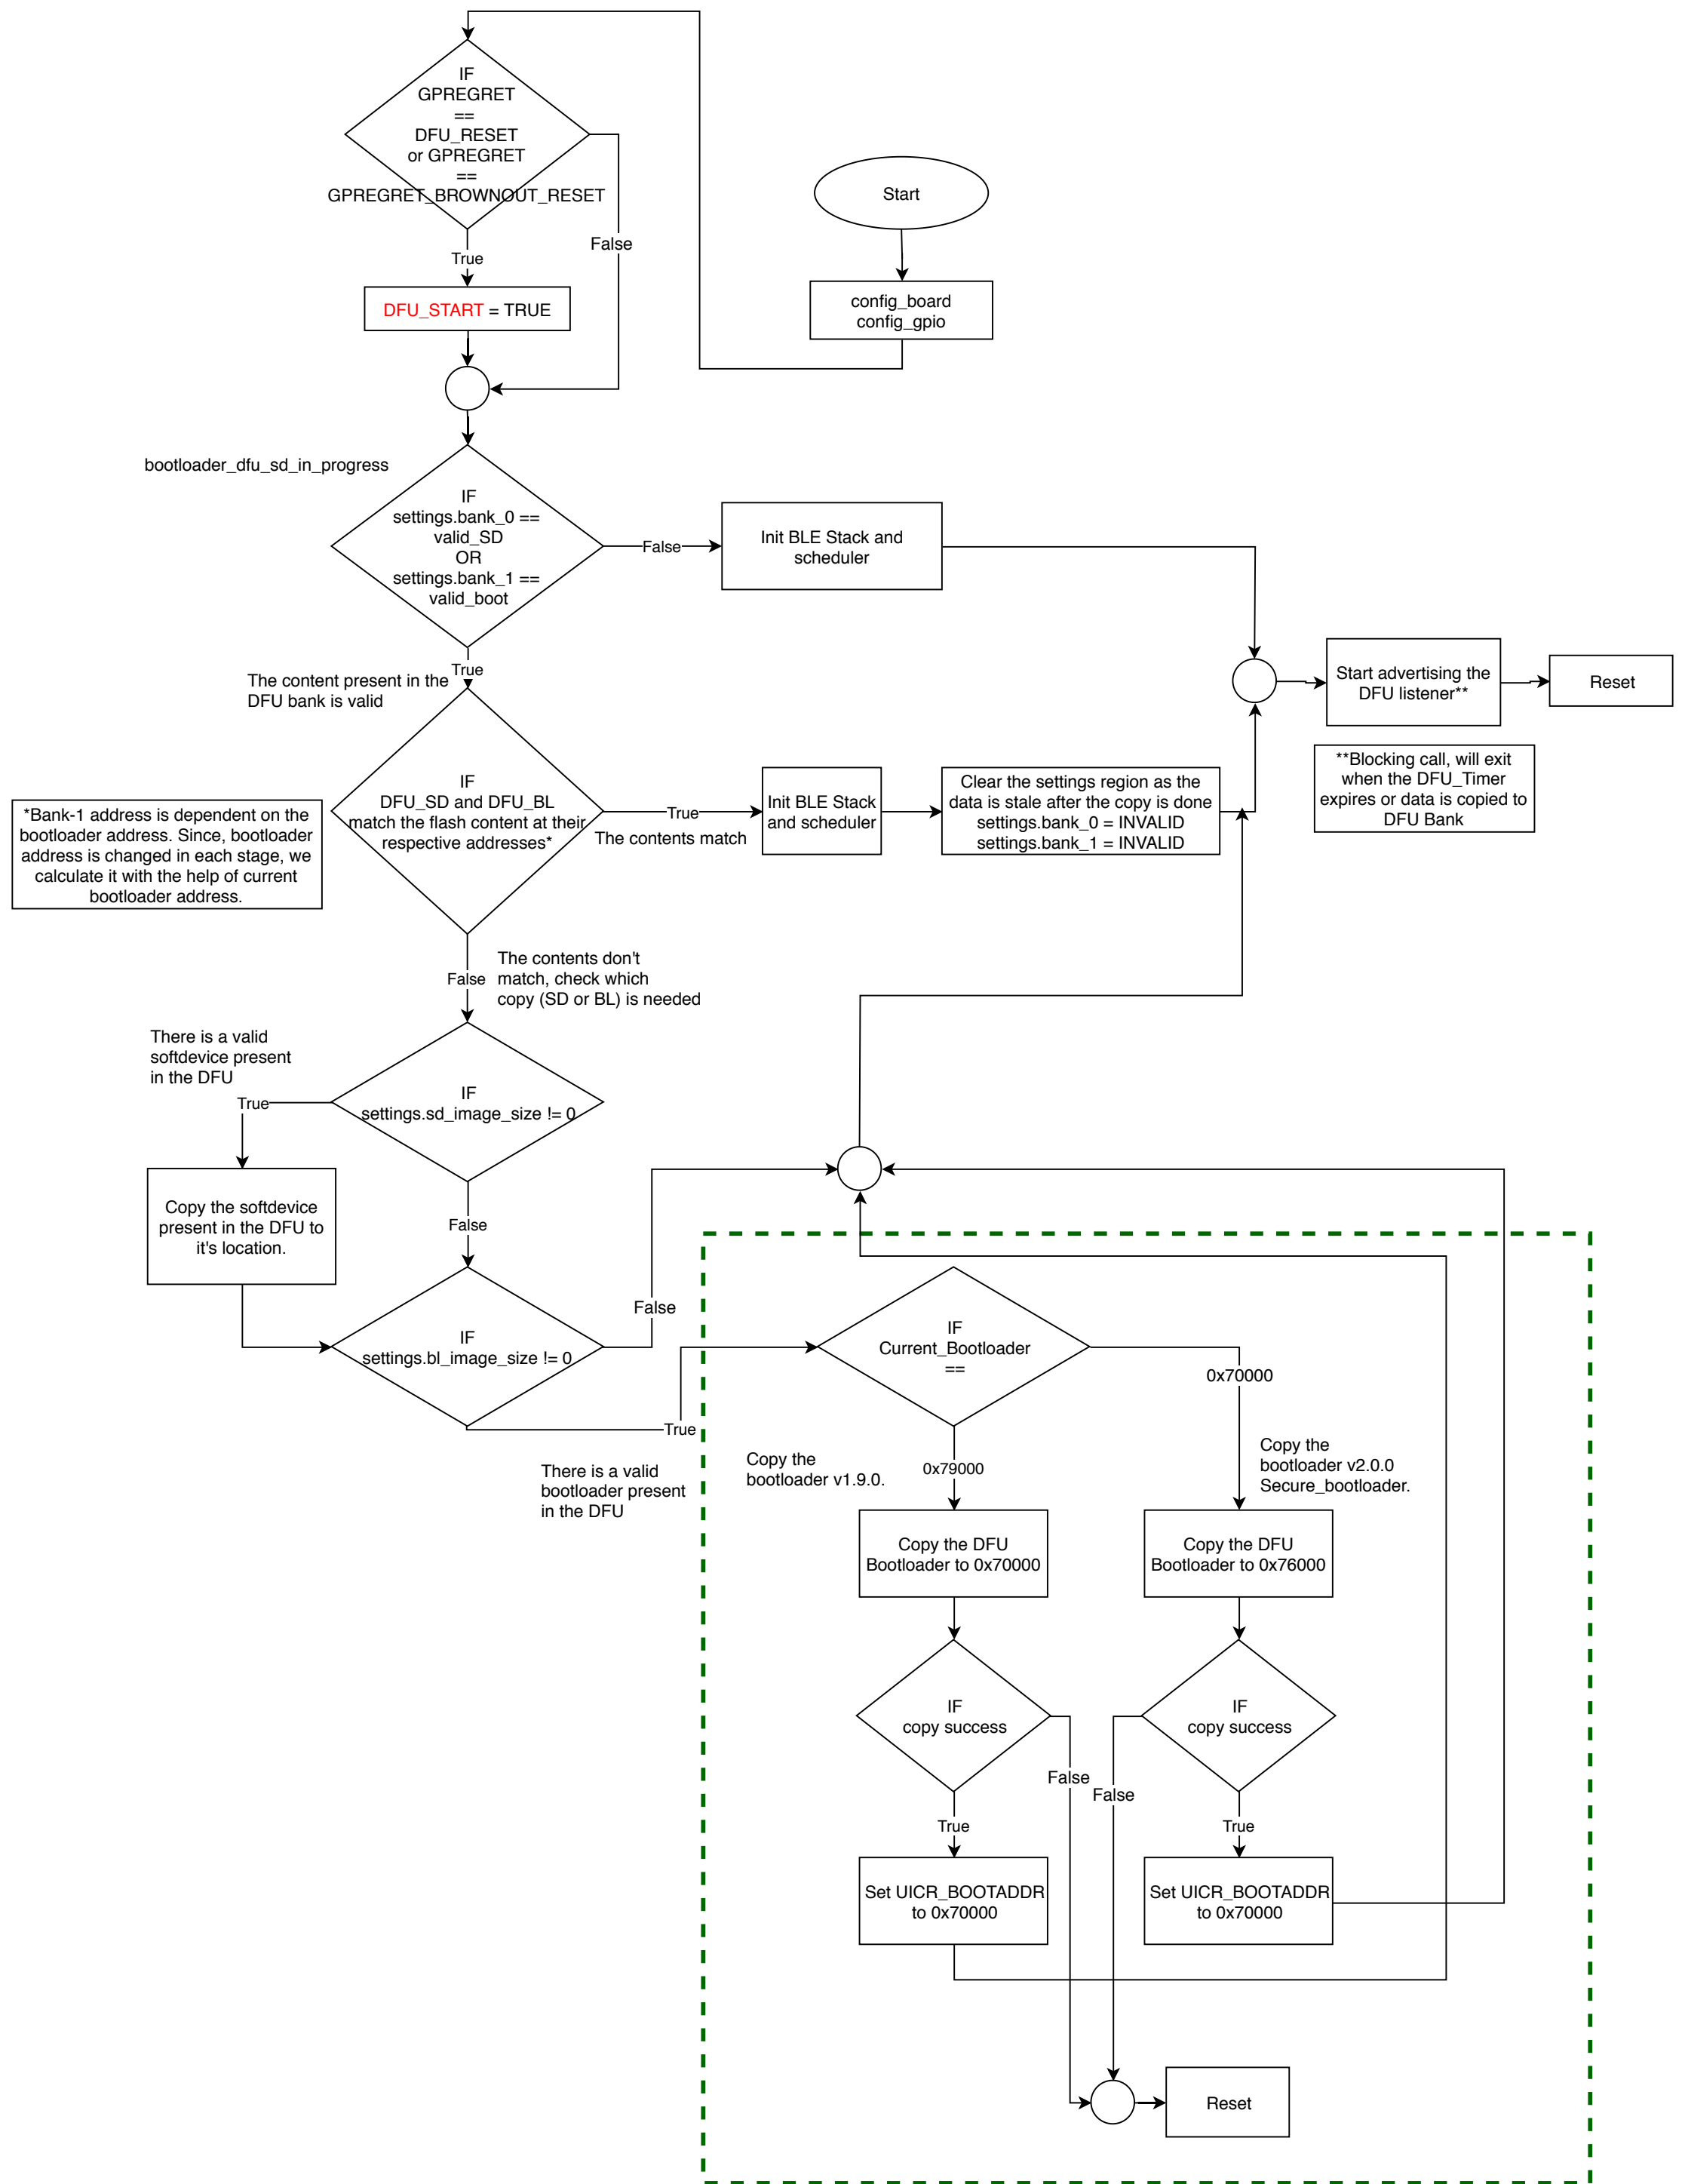 IF
GPREGRET
==
DFU_RESET
or GPREGRET
==
GPREGRET_BROWNOUT_RESET
False
True
DFU_START = TRUE
Start
config_board
config_gpio
bootloader_dfu_sd_in_progress
IF
settings.bank_0 ==
valid_SD
OR
settings.bank_1 ==
valid_boot
False
Init BLE Stack and
scheduler
True
The content present in the
DFU bank is valid
Start advertising the
DFU listener**
Reset
**Blocking call, will exit
when the DFU_Timer
expires or data is copied to
DFU Bank
*Bank-1 address is dependent on the
bootloader address. Since, bootloader
address is changed in each stage, we
calculate it with the help of current
bootloader address.
IF
DFU_SD and DFU_BL
match the flash content at their
respective addresses*
True
The contents match
Init BLE Stack
and scheduler
Clear the settings region as the
data is stale after the copy is done
settings.bank_0 = INVALID
settings.bank_1 = INVALID
False
The contents don't
match, check which
copy (SD or BL) is needed
There is a valid
softdevice present
in the DFU
True
IF
settings.sd_image_size != 0
Copy the softdevice
present in the DFU to
it's location.
False
IF
settings.bl_image_size != 0
False
True
There is a valid
bootloader present
in the DFU
IF
Current_Bootloader
==
0x70000
0x79000
Copy the
bootloader v1.9.0.
Copy the
bootloader v2.0.0
Secure_bootloader.
Copy the DFU
Bootloader to 0x70000
Copy the DFU
Bootloader to 0x76000
IF
copy success
IF
copy success
False
False
True
True
Set UICR_BOOTADDR
to 0x70000
Set UICR_BOOTADDR
to 0x70000
Reset